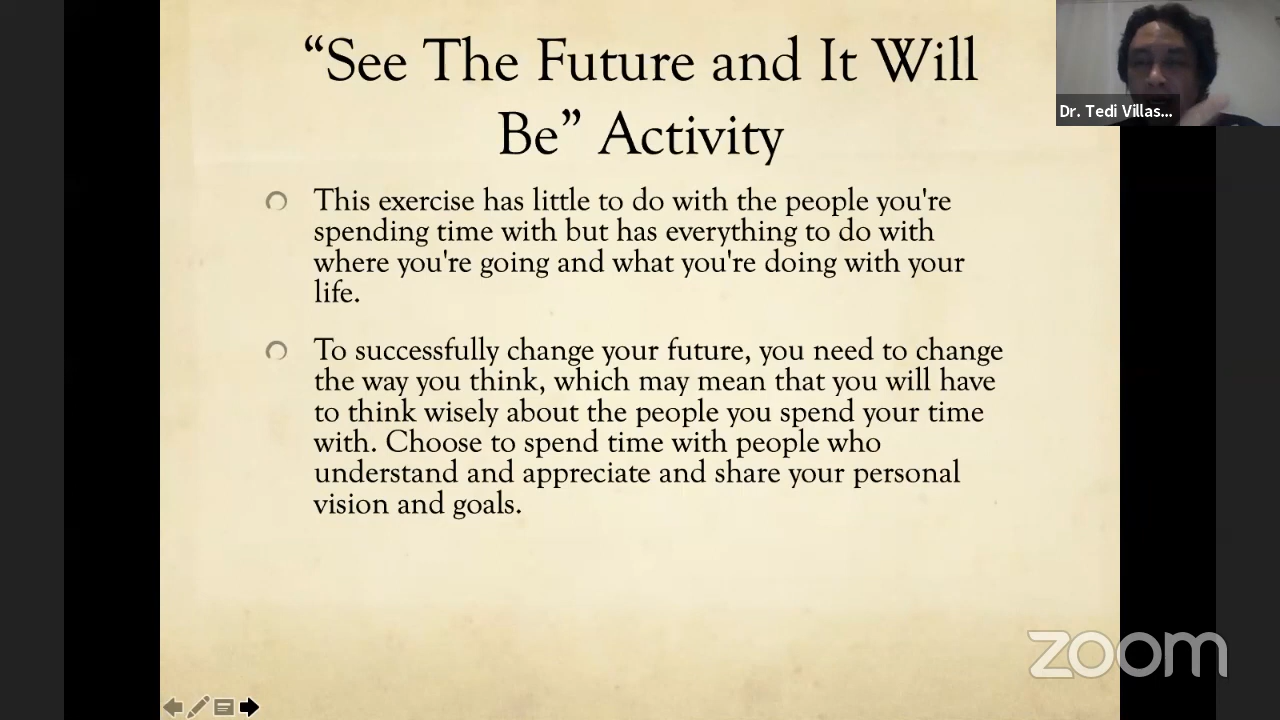 “See The Future and It Will
Be” Activity
This exercise has little to do with the people you're
spending time with but has everything to do with
where you're going and what you're doing with your
life.
To successfully change your future, you need to change
the way you think, which may mean that you will have
to think wisely about the people you spend your time
with. Choose to spend time with people who
understand and appreciate and share your personal
vision and goals.
Dr. Tedi Villas...
zoom